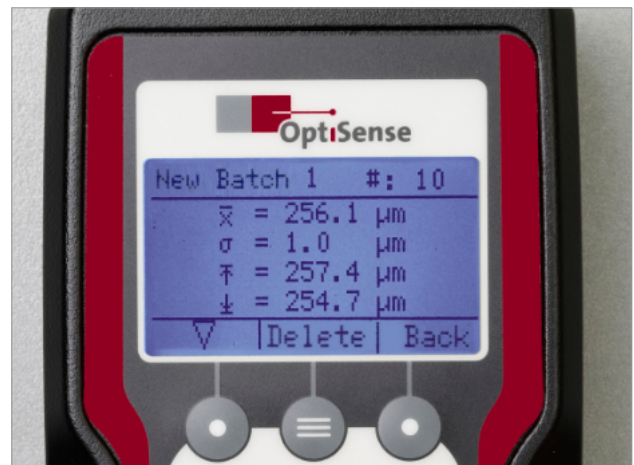 OptiSense
New Batch 1 #: 10
x̄ = 256.1 µm
σ = 1.0 µm
⤒ = 257.4 µm
⤓ = 254.7 µm
▽ |Delete| Back